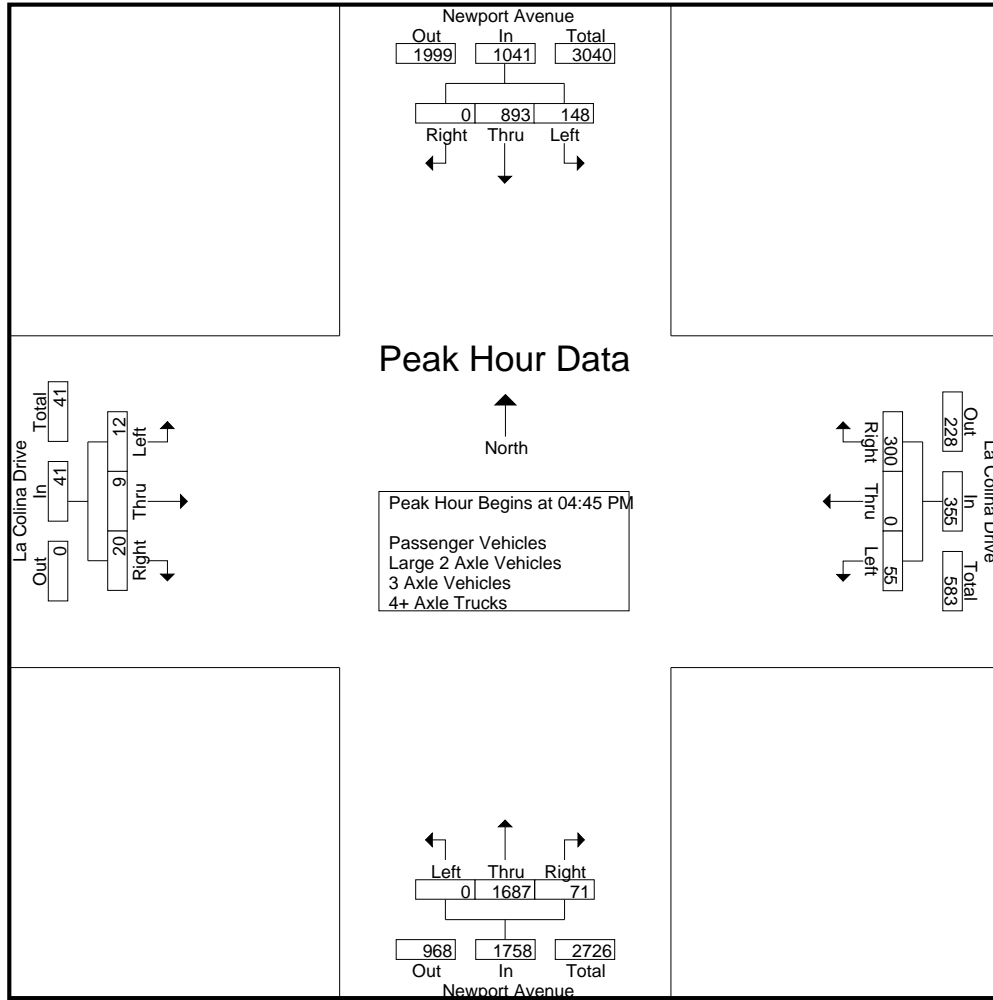 Newport Avenue
Out In Total
1999 1041 3040
0 893 148
Right Thru Left
Peak Hour Data
North
Peak Hour Begins at 04:45 PM
Passenger Vehicles
Large 2 Axle Vehicles
3 Axle Vehicles
4+ Axle Trucks
La Colina Drive
Out In Total
0 41 41
Left Thru Right
12 9 20
La Colina Drive
Out In Total
228 355 583
Right Thru Left
300 0 55
Left Thru Right
0 1687 71
968 1758 2726
Out In Total
Newport Avenue